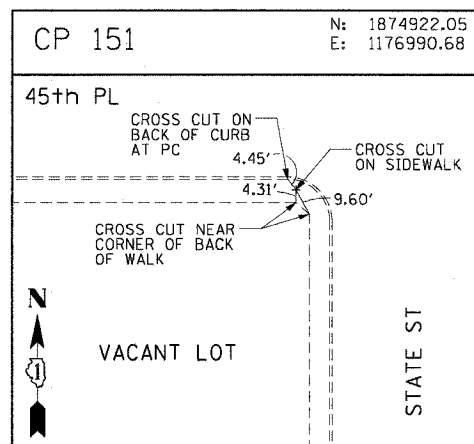 CP 151
N: 1874922.05
E: 1176990.68
45th PL
CROSS CUT ON
BACK OF CURB
AT PC
4.45'
CROSS CUT
ON SIDEWALK
4.31'
9.60'
CROSS CUT NEAR
CORNER OF BACK
OF WALK
N
1
VACANT LOT
STATE ST